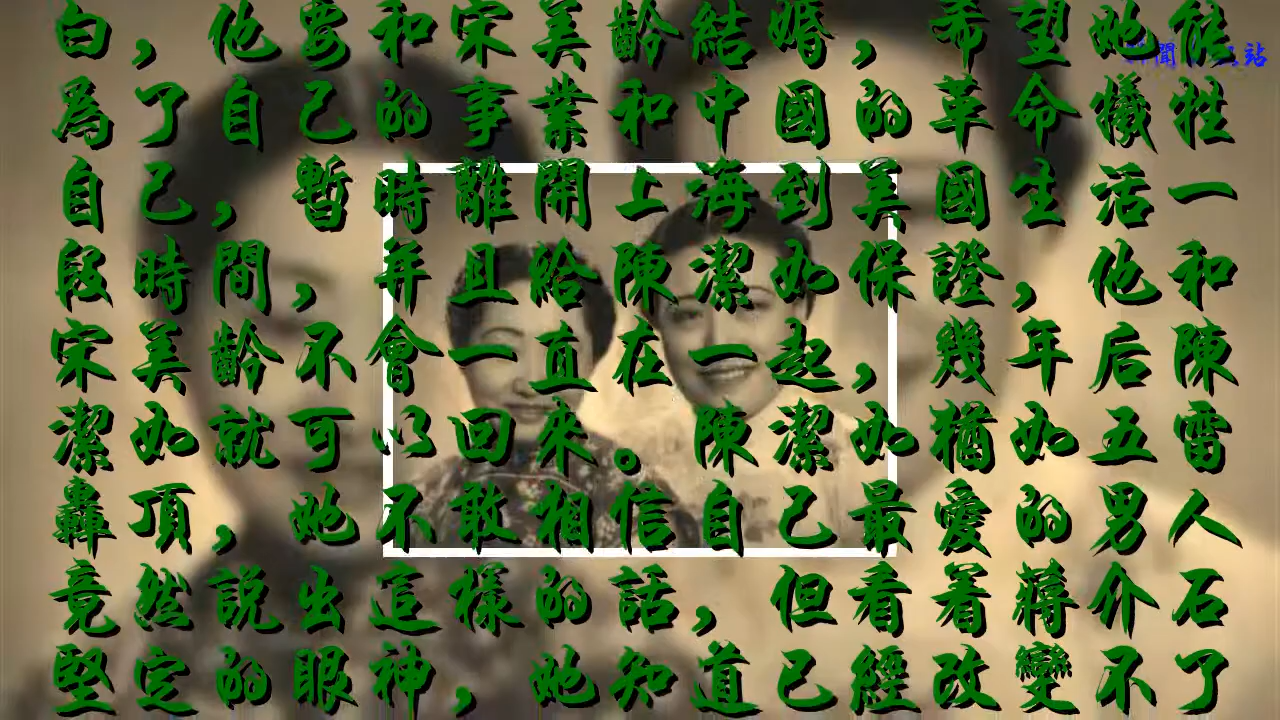 白，他要和宋美齡結婚，希望她能
為了自己的事業和中國的革命犧牲
自己，暫時離開上海到美國生活一
段時間，并且給陳潔如保證，他和
宋美齡不會一直在一起，幾年后陳
潔如就可以回來。陳潔如猶如五雷
轟頂，她不敢相信自己最愛的男人
竟然說出這樣的話，但看着蔣介石
堅定的眼神，她知道已經改變不了